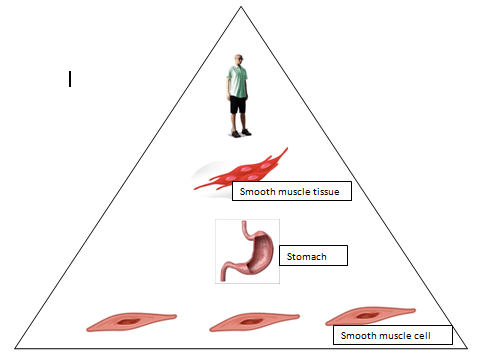 Smooth muscle tissue
Stomach
Smooth muscle cell